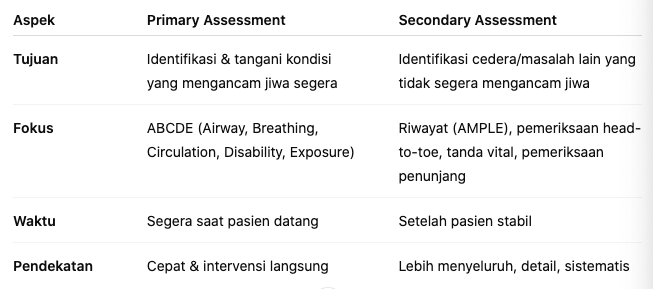 Aspek Primary Assessment Secondary Assessment
Tujuan Identifikasi & tangani kondisi Identifikasi cedera/masalah lain yang
yang mengancam jiwa segera tidak segera mengancam jiwa
Fokus ABCDE (Airway, Breathing, Riwayat (AMPLE), pemeriksaan head-
Circulation, Disability, Exposure) to-toe, tanda vital, pemeriksaan
penunjang
Waktu Segera saat pasien datang Setelah pasien stabil
Pendekatan Cepat & intervensi langsung Lebih menyeluruh, detail, sistematis